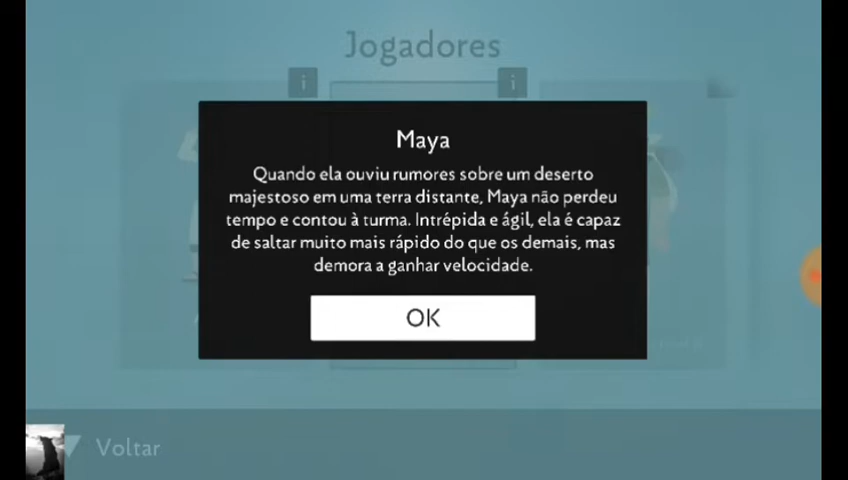 Jogadores
i
i
Maya
Quando ela ouviu rumores sobre um deserto
majestoso em uma terra distante, Maya não perdeu
tempo e contou à turma. Intrépida e ágil, ela é capaz
de saltar muito mais rápido do que os demais, mas
demora a ganhar velocidade.
OK
Voltar